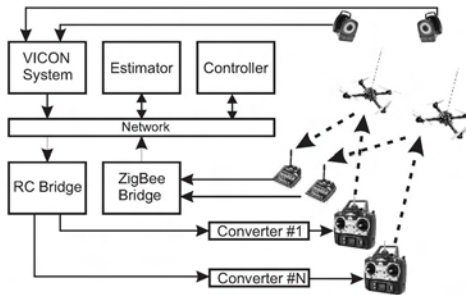 VICON
System
Estimator
Controller
Network
RC Bridge
ZigBee
Bridge
Converter #1
Converter #N